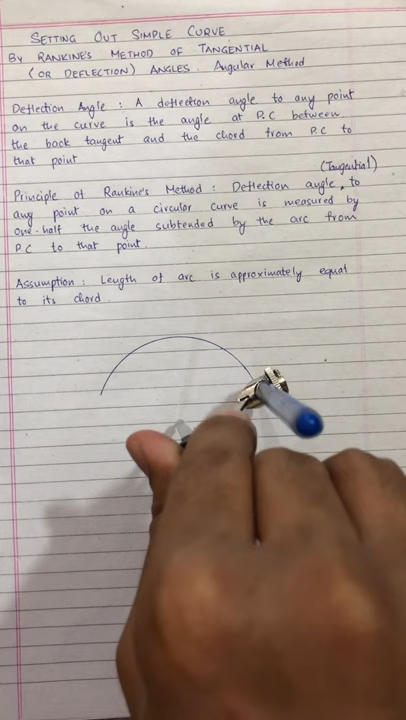 SETTING OUT SIMPLE CURVE
BY RANKINE'S METHOD OF TANGENTIAL
(OR DEFLECTION) ANGLES. Angular Method
Deflection Angle : A deflection angle to any point
on the curve is the angle at P.C between
the back tangent and the chord from P.C to
that point
(Tangential)
Principle of Rankine's Method : Deflection angle, to
any point on a circular curve is measured by
one-half the angle subtended by the arc from
P.C to that point.
Assumption : Length of arc is approximately equal
to its chord.